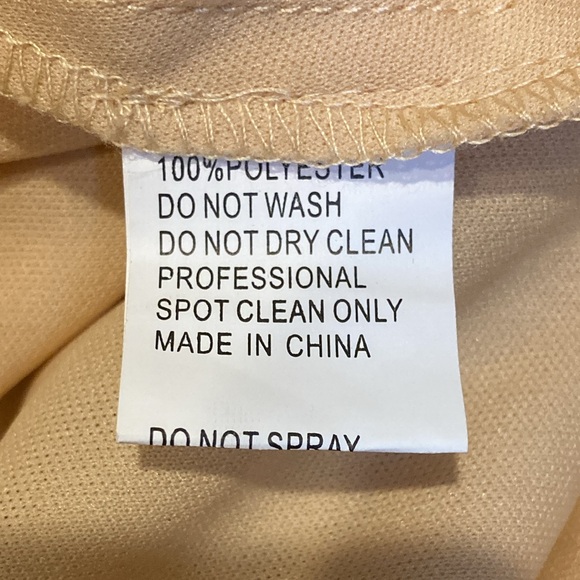 100%POLYESTER
DO NOT WASH
DO NOT DRY CLEAN
PROFESSIONAL
SPOT CLEAN ONLY
MADE IN CHINA
DO NOT SPRAY